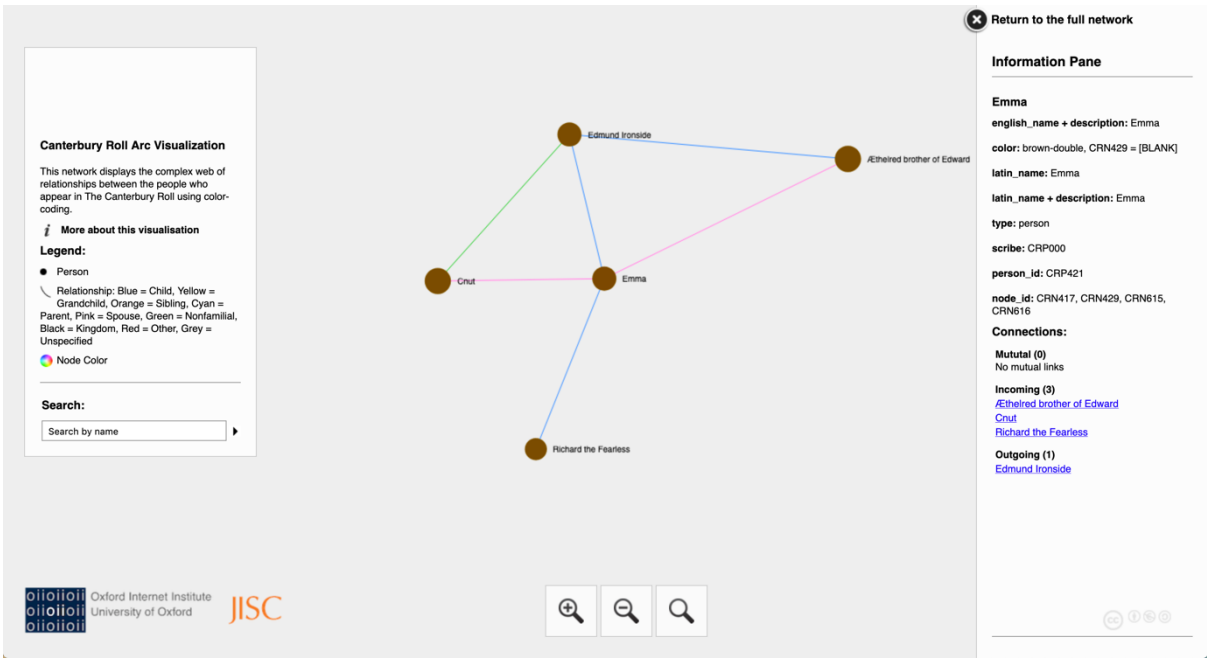 Return to the full network
Canterbury Roll Arc Visualization
This network displays the complex web of
relationships between the people who
appear in The Canterbury Roll using color-
coding.
i More about this visualisation
Legend:
Person
Relationship: Blue = Child, Yellow =
Grandchild, Orange = Sibling, Cyan =
Parent, Pink = Spouse, Green = Nonfamilial,
Black = Kingdom, Red = Other, Grey =
Unspecified
Node Color
Search:
Search by name
Edmund Ironside
Æthelred brother of Edward
Cnut
Emma
Richard the Fearless
Information Pane
Emma
english_name + description: Emma
color: brown-double, CRN429 = [BLANK]
latin_name: Emma
latin_name + description: Emma
type: person
scribe: CRP000
person_id: CRP421
node_id: CRN417, CRN429, CRN615,
CRN616
Connections:
Mututal (0)
No mutual links
Incoming (3)
Æthelred brother of Edward
Cnut
Richard the Fearless
Outgoing (1)
Edmund Ironside
oiioiioii
oiioiioii
oiioiioii
Oxford Internet Institute
University of Oxford
JISC
cc